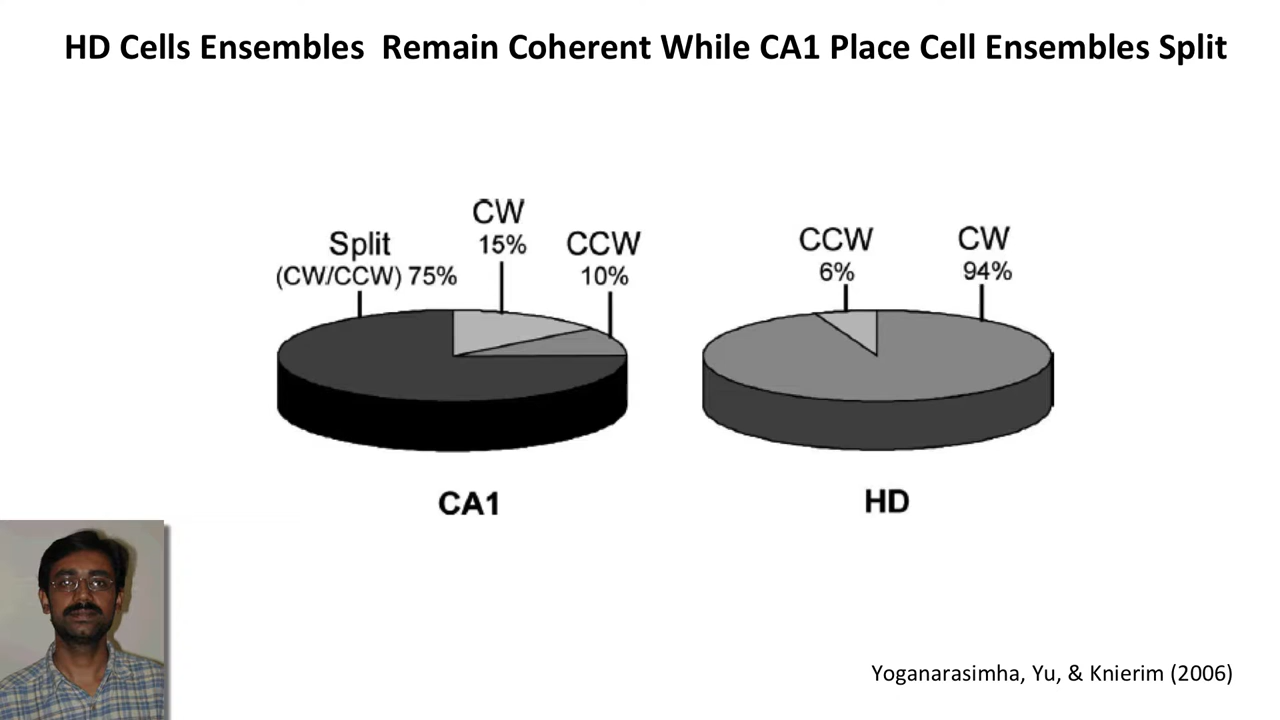 HD Cells Ensembles  Remain Coherent While CA1 Place Cell Ensembles Split
Split
(CW/CCW) 75%
CW
15%
CCW
10%
CCW
6%
CW
94%
CA1
HD
Yoganarasimha, Yu, & Knierim (2006)